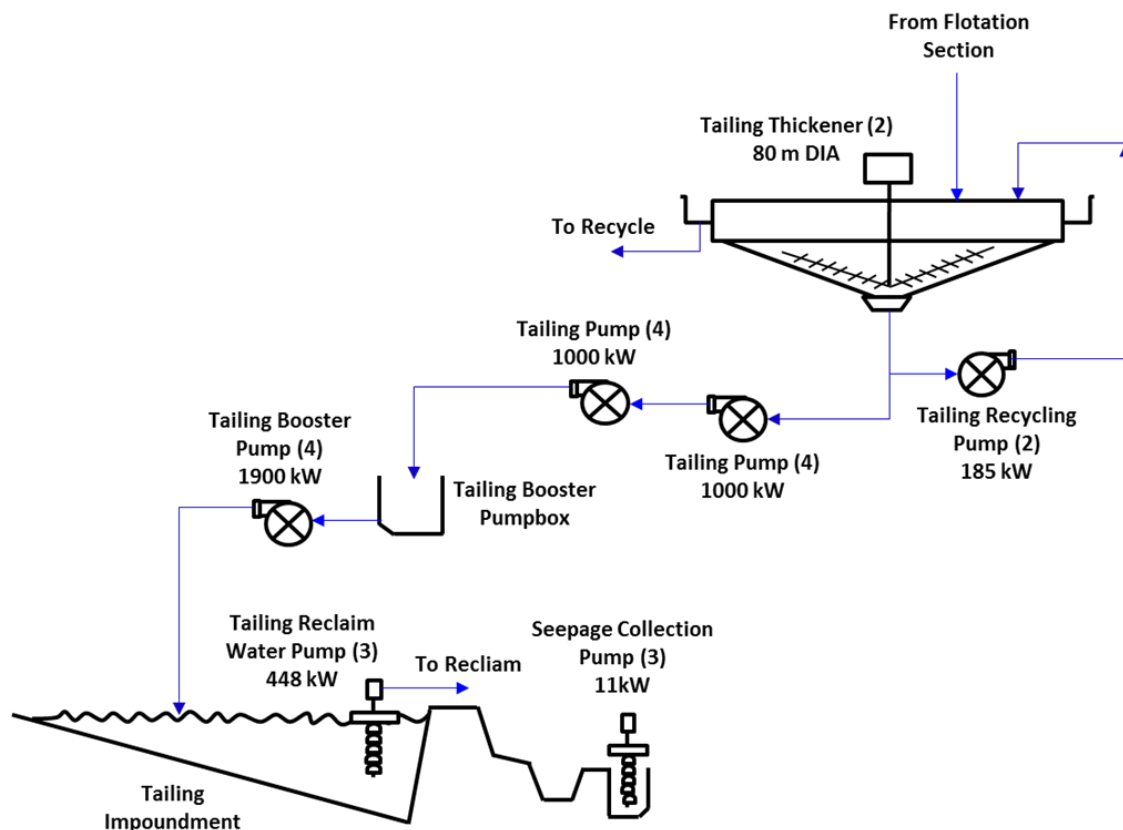 From Flotation
Section
Tailing Thickener (2)
80 m DIA
To Recycle
Tailing Pump (4)
1000 kW
Tailing Recycling
Pump (2)
185 kW
Tailing Pump (4)
1000 kW
Tailing Booster
Pump (4)
1900 kW
Tailing Booster
Pumpbox
Tailing Reclaim
Water Pump (3)
448 kW
To Recliam
Seepage Collection
Pump (3)
11kW
Tailing
Impoundment